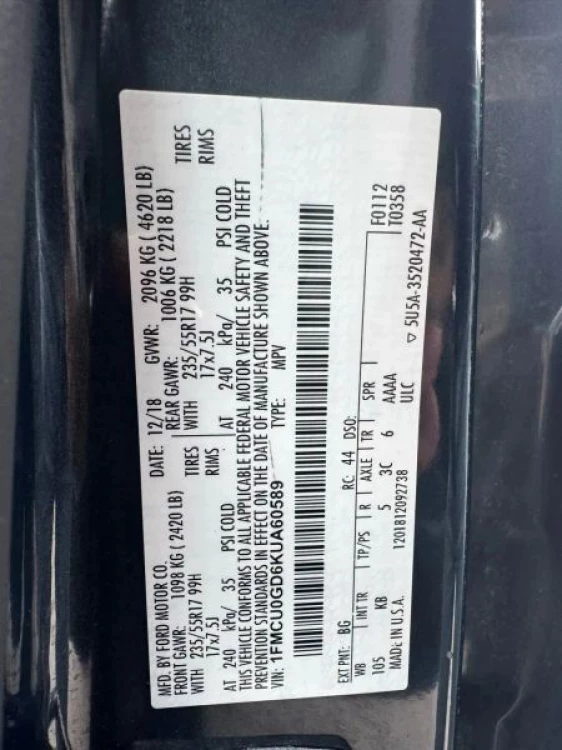 MFD. BY FORD MOTOR CO. DATE: 12/18 GVWR: 2096 KG ( 4620 LB)
FRONT GAWR: 1098 KG ( 2420 LB) REAR GAWR: 1006 KG ( 2218 LB)
WITH 235/55R17 99H TIRES WITH 235/55R17 99H TIRES
17x7.5J RIMS 17x7.5J RIMS
AT 240 kPa/ 35 PSI COLD AT 240 kPa/ 35 PSI COLD
THIS VEHICLE CONFORMS TO ALL APPLICABLE FEDERAL MOTOR VEHICLE SAFETY AND THEFT
PREVENTION STANDARDS IN EFFECT ON THE DATE OF MANUFACTURE SHOWN ABOVE.
VIN: 1FMCU0GD6KUA60589 TYPE: MPV
EXT PNT: BG RC: 44 DSO: F0112
WB INT TR TP/PS R AXLE TR SPR T0358
105 KB 5 3C 6 AAAA
1201812092738 ULC
MADE IN U.S.A. ▽ 5U5A-3520472-AA